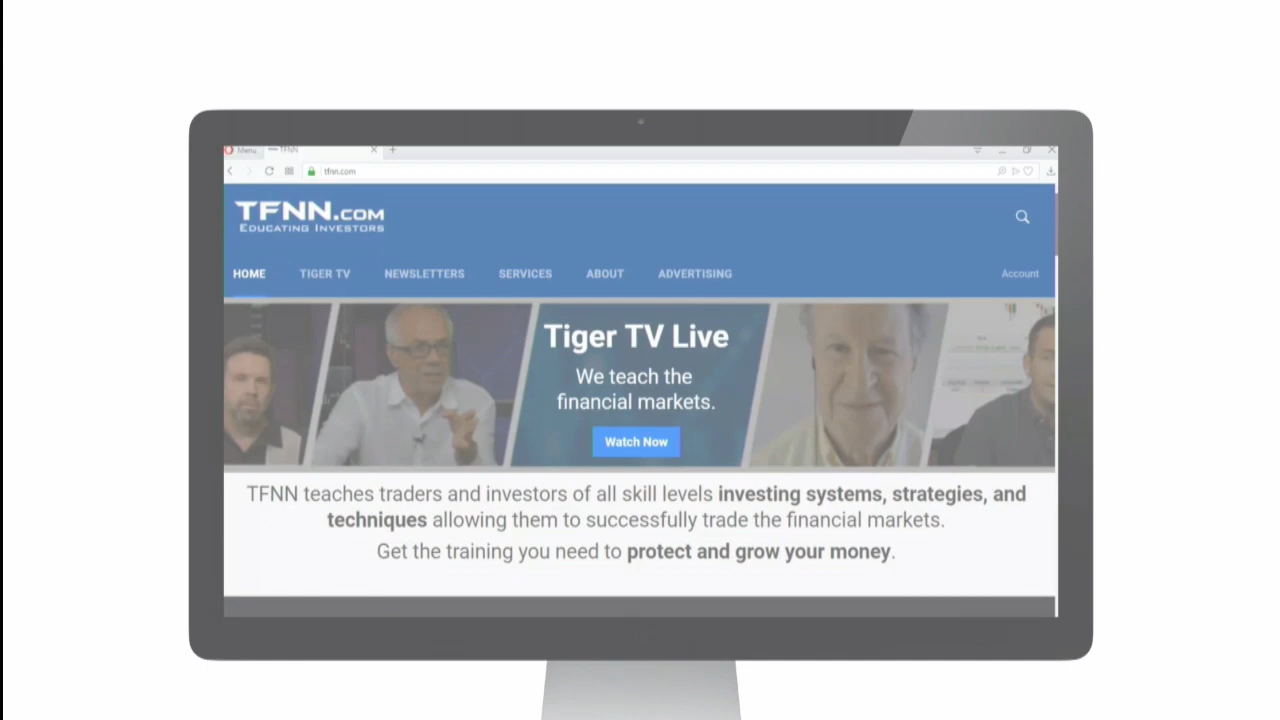 Menu TFNN
tfnn.com
TFNN.COM
EDUCATING INVESTORS
HOME TIGER TV NEWSLETTERS SERVICES ABOUT ADVERTISING Account
Tiger TV Live
We teach the
financial markets.
Watch Now
TFNN teaches traders and investors of all skill levels investing systems, strategies, and
techniques allowing them to successfully trade the financial markets.
Get the training you need to protect and grow your money.